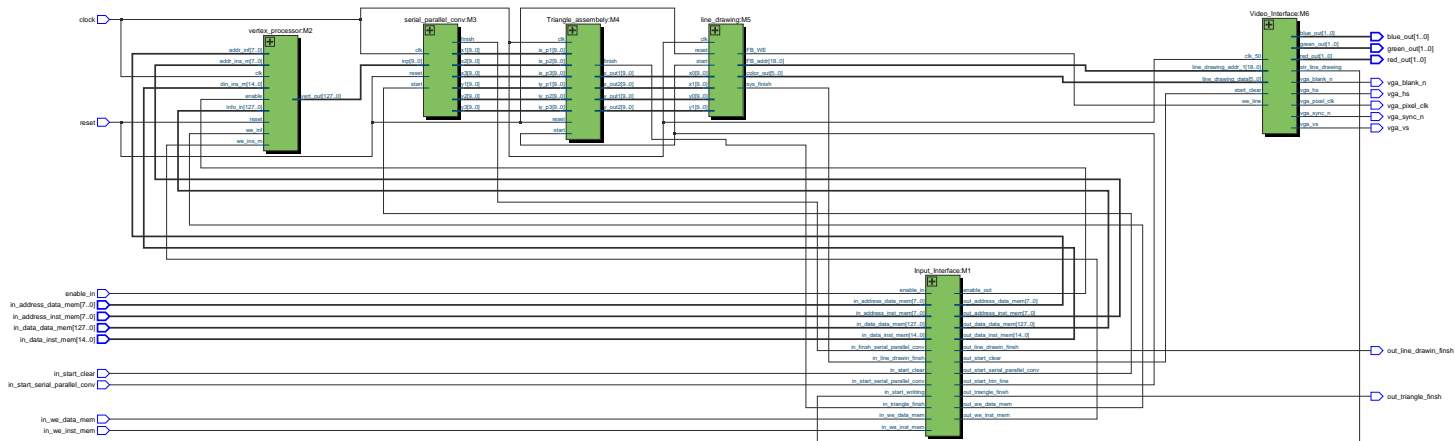 clock
reset
enable_in
in_address_data_mem[7..0]
in_address_inst_mem[7..0]
in_data_data_mem[127..0]
in_data_inst_mem[14..0]
in_start_clear
in_start_serial_parallel_conv
in_we_data_mem
in_we_inst_mem
vertex_processor:M2
addr_inf[7..0]
addr_ins_m[7..0]
clk
din_ins_m[14..0]
enable
info_in[127..0]
reset
we_inf
we_ins_m
vert_out[127..0]
serial_parallel_conv:M3
clk
inp[9..0]
reset
start
finish
x1[9..0]
x2[9..0]
x3[9..0]
y1[9..0]
y2[9..0]
y3[9..0]
Triangle_assembely:M4
clk
ix_p1[9..0]
ix_p2[9..0]
ix_p3[9..0]
iy_p1[9..0]
iy_p2[9..0]
iy_p3[9..0]
reset
start
finish
x_out1[9..0]
x_out2[9..0]
y_out1[9..0]
y_out2[9..0]
line_drawing:M5
clk
reset
start
x0[9..0]
x1[9..0]
y0[9..0]
y1[9..0]
FB_WE
FB_addr[18..0]
color_out[5..0]
sys_finish
Video_Interface:M6
clk_50
line_drawing_addr_1[18..0]
line_drawing_data[5..0]
start_clear
we_line
blue_out[1..0]
green_out[1..0]
red_out[1..0]
str_line_drawing
vga_blank_n
vga_hs
vga_pixel_clk
vga_sync_n
vga_vs
blue_out[1..0]
green_out[1..0]
red_out[1..0]
vga_blank_n
vga_hs
vga_pixel_clk
vga_sync_n
vga_vs
Input_Interface:M1
enable_in
in_address_data_mem[7..0]
in_address_inst_mem[7..0]
in_data_data_mem[127..0]
in_data_inst_mem[14..0]
in_finsh_serial_parallel_conv
in_line_drawin_finsh
in_start_clear
in_start_serial_parallel_conv
in_start_writing
in_triangle_finsh
in_we_data_mem
in_we_inst_mem
enable_out
out_address_data_mem[7..0]
out_address_inst_mem[7..0]
out_data_data_mem[127..0]
out_data_inst_mem[14..0]
out_line_drawin_finsh
out_start_clear
out_start_serial_parallel_conv
out_start_trin_line
out_triangle_finsh
out_we_data_mem
out_we_inst_mem
out_line_drawin_finsh
out_triangle_finsh